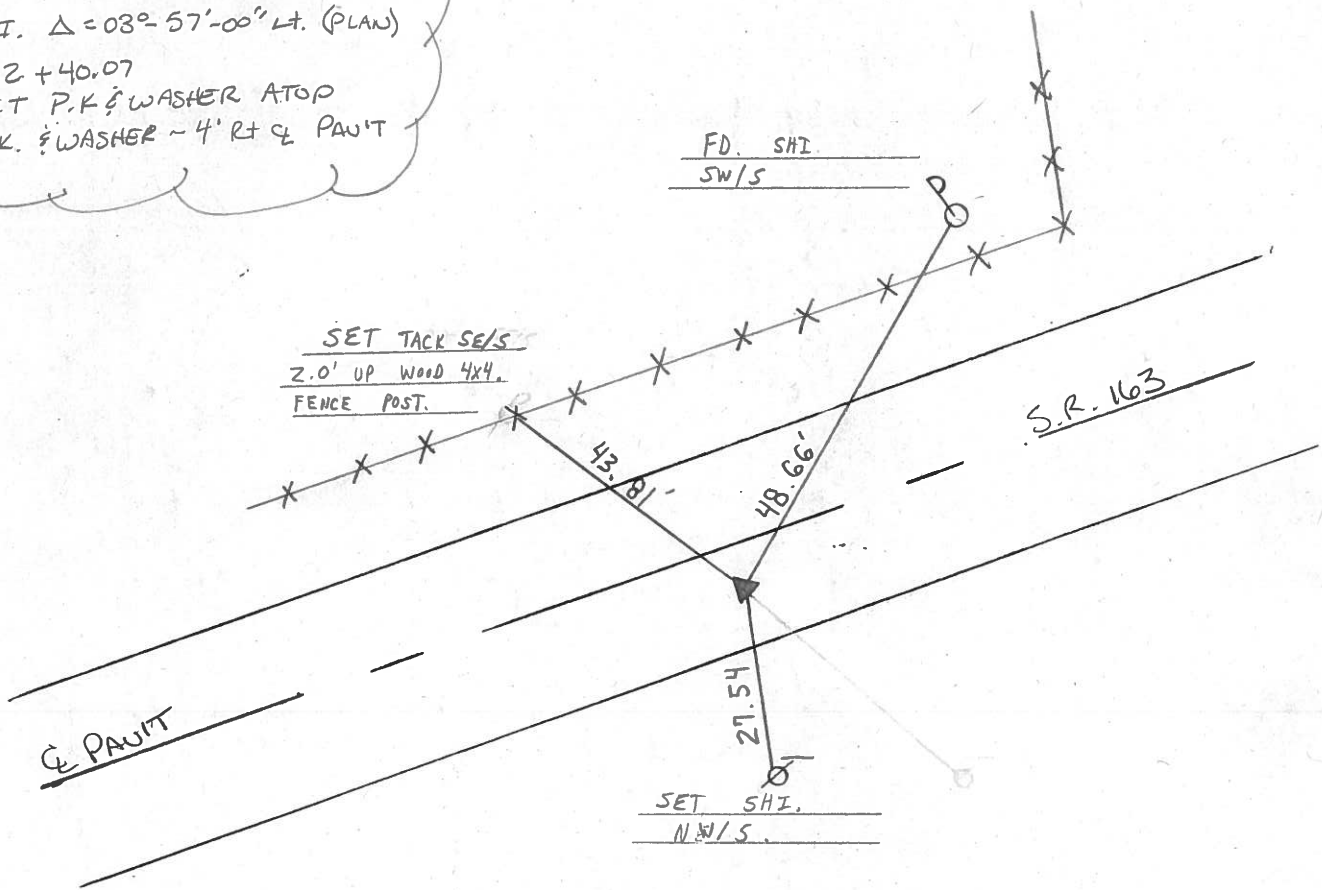 I. Δ = 03°-57'-00" Lt. (PLAN)
2 + 40.07
T P.K & WASHER ATOP
K. & WASHER ~ 4' Rt ℄ PAV'T
FD. SHI
SW/S
SET TACK SE/S
2.0' UP WOOD 4X4.
FENCE POST.
S.R. 163
43.81'
48.66'
27.54
℄ PAV'T
SET SHI.
NW/S.